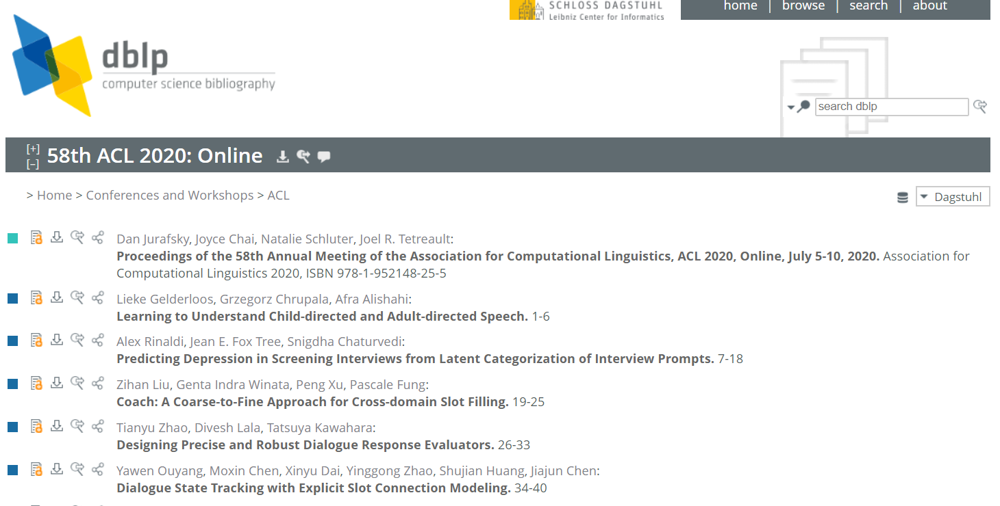 SCHLOSS DAGSTUHL
Leibniz Center for Informatics
home | browse | search | about
dblp
computer science bibliography
search dblp
[+]
[–]
58th ACL 2020: Online
> Home > Conferences and Workshops > ACL
Dagstuhl
Dan Jurafsky, Joyce Chai, Natalie Schluter, Joel R. Tetreault:
Proceedings of the 58th Annual Meeting of the Association for Computational Linguistics, ACL 2020, Online, July 5-10, 2020. Association for
Computational Linguistics 2020, ISBN 978-1-952148-25-5
Lieke Gelderloos, Grzegorz Chrupala, Afra Alishahi:
Learning to Understand Child-directed and Adult-directed Speech. 1-6
Alex Rinaldi, Jean E. Fox Tree, Snigdha Chaturvedi:
Predicting Depression in Screening Interviews from Latent Categorization of Interview Prompts. 7-18
Zihan Liu, Genta Indra Winata, Peng Xu, Pascale Fung:
Coach: A Coarse-to-Fine Approach for Cross-domain Slot Filling. 19-25
Tianyu Zhao, Divesh Lala, Tatsuya Kawahara:
Designing Precise and Robust Dialogue Response Evaluators. 26-33
Yawen Ouyang, Moxin Chen, Xinyu Dai, Yinggong Zhao, Shujian Huang, Jiajun Chen:
Dialogue State Tracking with Explicit Slot Connection Modeling. 34-40